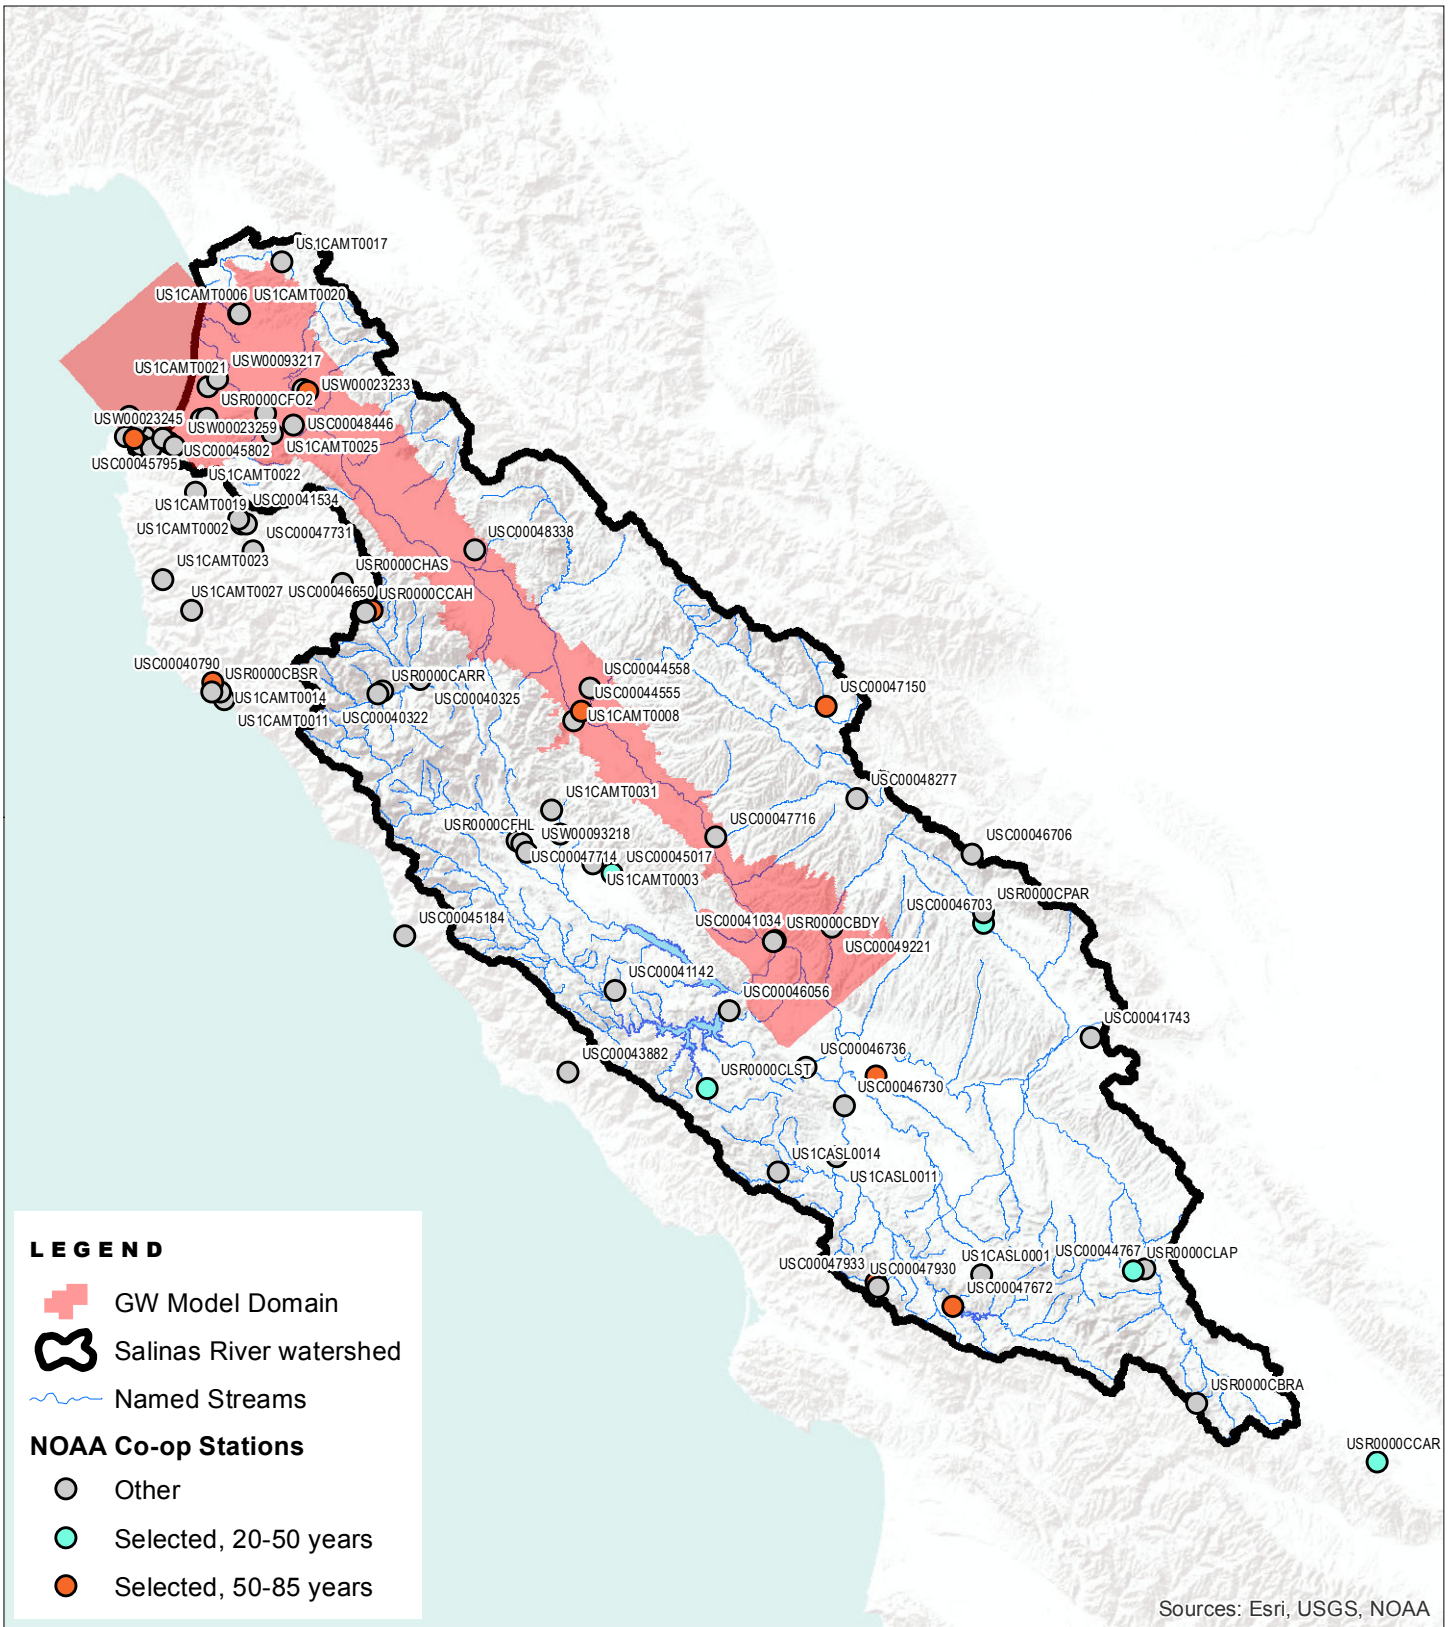 US1CAMT0017
US1CAMT0006 US1CAMT0020
US1CAMT0021 USW00093217
USW00023233
USR0000CFO2
USW00023245
USW00023259
USC00048446
USC00045802
US1CAMT0025
USC00045795
US1CAMT0022
US1CAMT0019
USC00041534
US1CAMT0002
USC00047731
USC00048338
US1CAMT0023
USR0000CHAS
US1CAMT0027
USC00046650
USR0000CCAH
USC00040790
USR0000CBSR
USR0000CARR
USC00044558
US1CAMT0014
USC00040325
USC00044555
USC00047150
US1CAMT0011
USC00040322
US1CAMT0008
USC00048277
US1CAMT0031
USR0000CFHL
USW00093218
USC00047716
USC00046706
USC00047714
USC00045017
US1CAMT0003
USR0000CPAR
USC00046703
USC00045184
USC00041034
USR0000CBDY
USC00049221
USC00041142
USC00046056
USC00041743
USC00043882
USC00046736
USR0000CLST
USC00046730
US1CASL0014
US1CASL0011
USC00047933
USC00047930
US1CASL0001
USC00044767
USR0000CLAP
USC00047672
USR0000CBRA
USR0000CCAR
LEGEND
GW Model Domain
Salinas River watershed
Named Streams
NOAA Co-op Stations
Other
Selected, 20-50 years
Selected, 50-85 years
Sources: Esri, USGS, NOAA